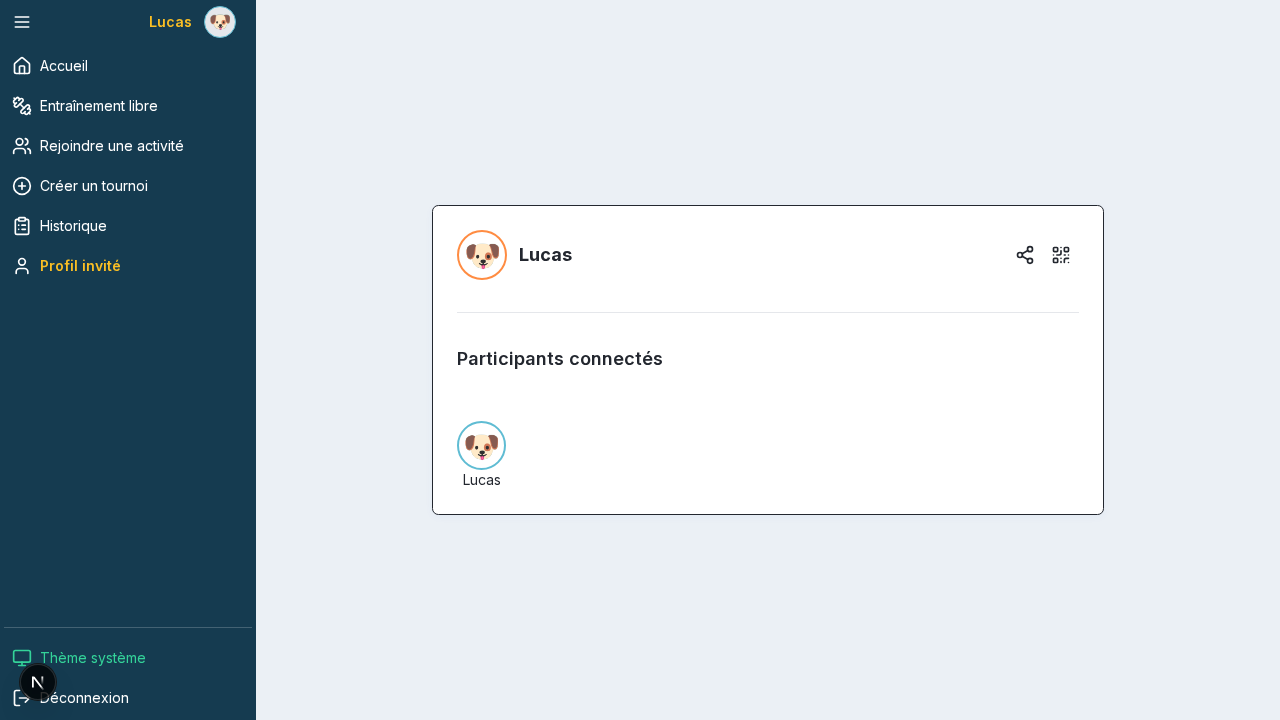 Lucas
Accueil
Entraînement libre
Rejoindre une activité
Créer un tournoi
Historique
Profil invité
Thème système
Déconnexion
Lucas
Participants connectés
Lucas